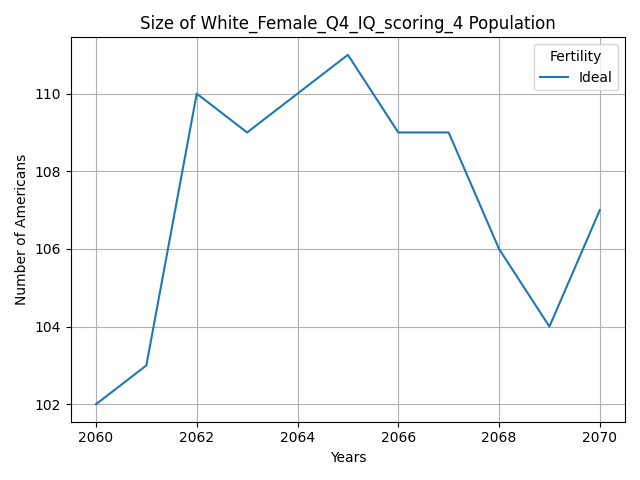 Size of White_Female_Q4_IQ_scoring_4 Population
Fertility
Ideal
Number of Americans
110
108
106
104
102
2060 2062 2064 2066 2068 2070
Years